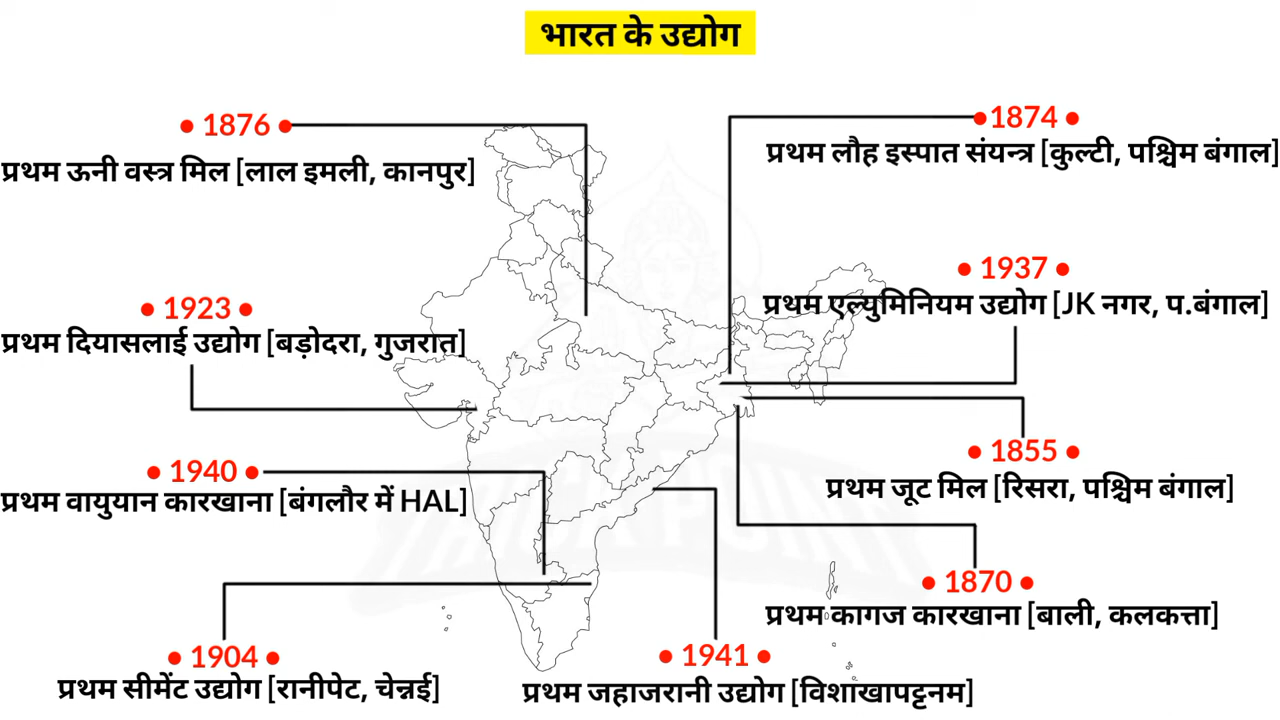 भारत के उद्योग
● 1876 ●
प्रथम ऊनी वस्त्र मिल [लाल इमली, कानपुर]
● 1874 ●
प्रथम लौह इस्पात संयन्त्र [कुल्टी, पश्चिम बंगाल]
● 1937 ●
प्रथम एल्युमिनियम उद्योग [JK नगर, प.बंगाल]
● 1923 ●
प्रथम दियासलाई उद्योग [बड़ोदरा, गुजरात]
● 1855 ●
प्रथम जूट मिल [रिसरा, पश्चिम बंगाल]
● 1940 ●
प्रथम वायुयान कारखाना [बंगलौर में HAL]
● 1870 ●
प्रथम कागज कारखाना [बाली, कलकत्ता]
● 1904 ●
प्रथम सीमेंट उद्योग [रानीपेट, चेन्नई]
● 1941 ●
प्रथम जहाजरानी उद्योग [विशाखापट्टनम]
TRICK POINT